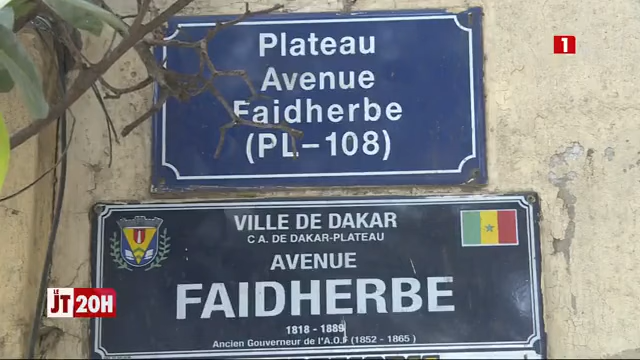 Plateau
Avenue
Faidherbe
(PL-108)
1
VILLE DE DAKAR
C A. DE DAKAR-PLATEAU
AVENUE
FAIDHERBE
1818 - 1889
Ancien Gouverneur de l'A.O.F (1852 - 1865 )
LE
JT 20H